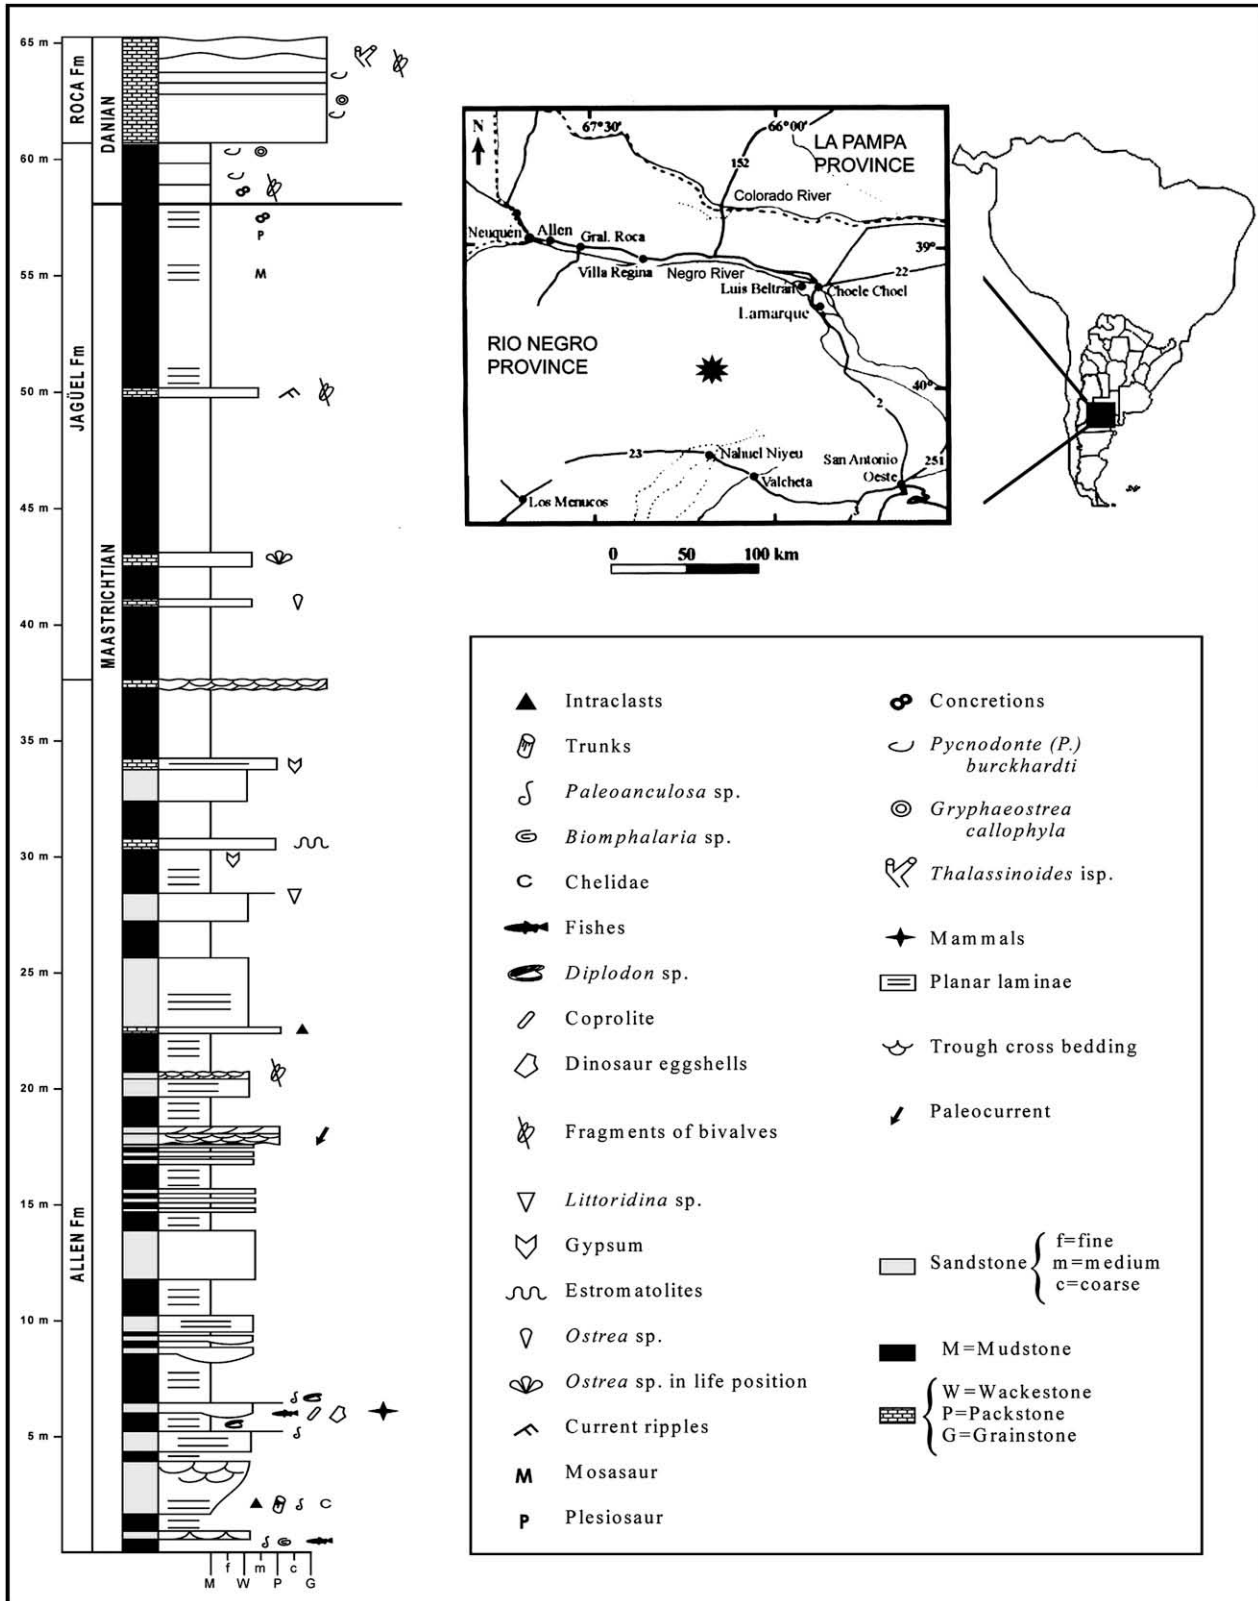 65 m
60 m
55 m
50 m
45 m
40 m
35 m
30 m
25 m
20 m
15 m
10 m
5 m
ROCA Fm
JAGÜEL Fm
ALLEN Fm
DANIAN
MAASTRICHTIAN
P
M
C
f m c
M W P G
N
67°30'
66°00'
LA PAMPA
PROVINCE
152
Colorado River
Neuquén
Allen
Gral. Roca
39°
Villa Regina
Negro River
22
Luis Beltrán
Choele Choel
Lamarque
RIO NEGRO
PROVINCE
40°
2
23
Nahuel Niyeu
San Antonio
Oeste
251
Valcheta
Los Menucos
0 50 100 km
Intraclasts
Trunks
Paleoanculosa sp.
Biomphalaria sp.
C Chelidae
Fishes
Diplodon sp.
Coprolite
Dinosaur eggshells
Fragments of bivalves
Littoridina sp.
Gypsum
Estromatolites
Ostrea sp.
Ostrea sp. in life position
Current ripples
M Mosasaur
P Plesiosaur
Concretions
Pycnodonte (P.)
burckhardti
Gryphaeostrea
callophyla
Thalassinoides isp.
Mammals
Planar laminae
Trough cross bedding
Paleocurrent
Sandstone
f=fine
m=medium
c=coarse
M=Mudstone
W=Wackestone
P=Packstone
G=Grainstone